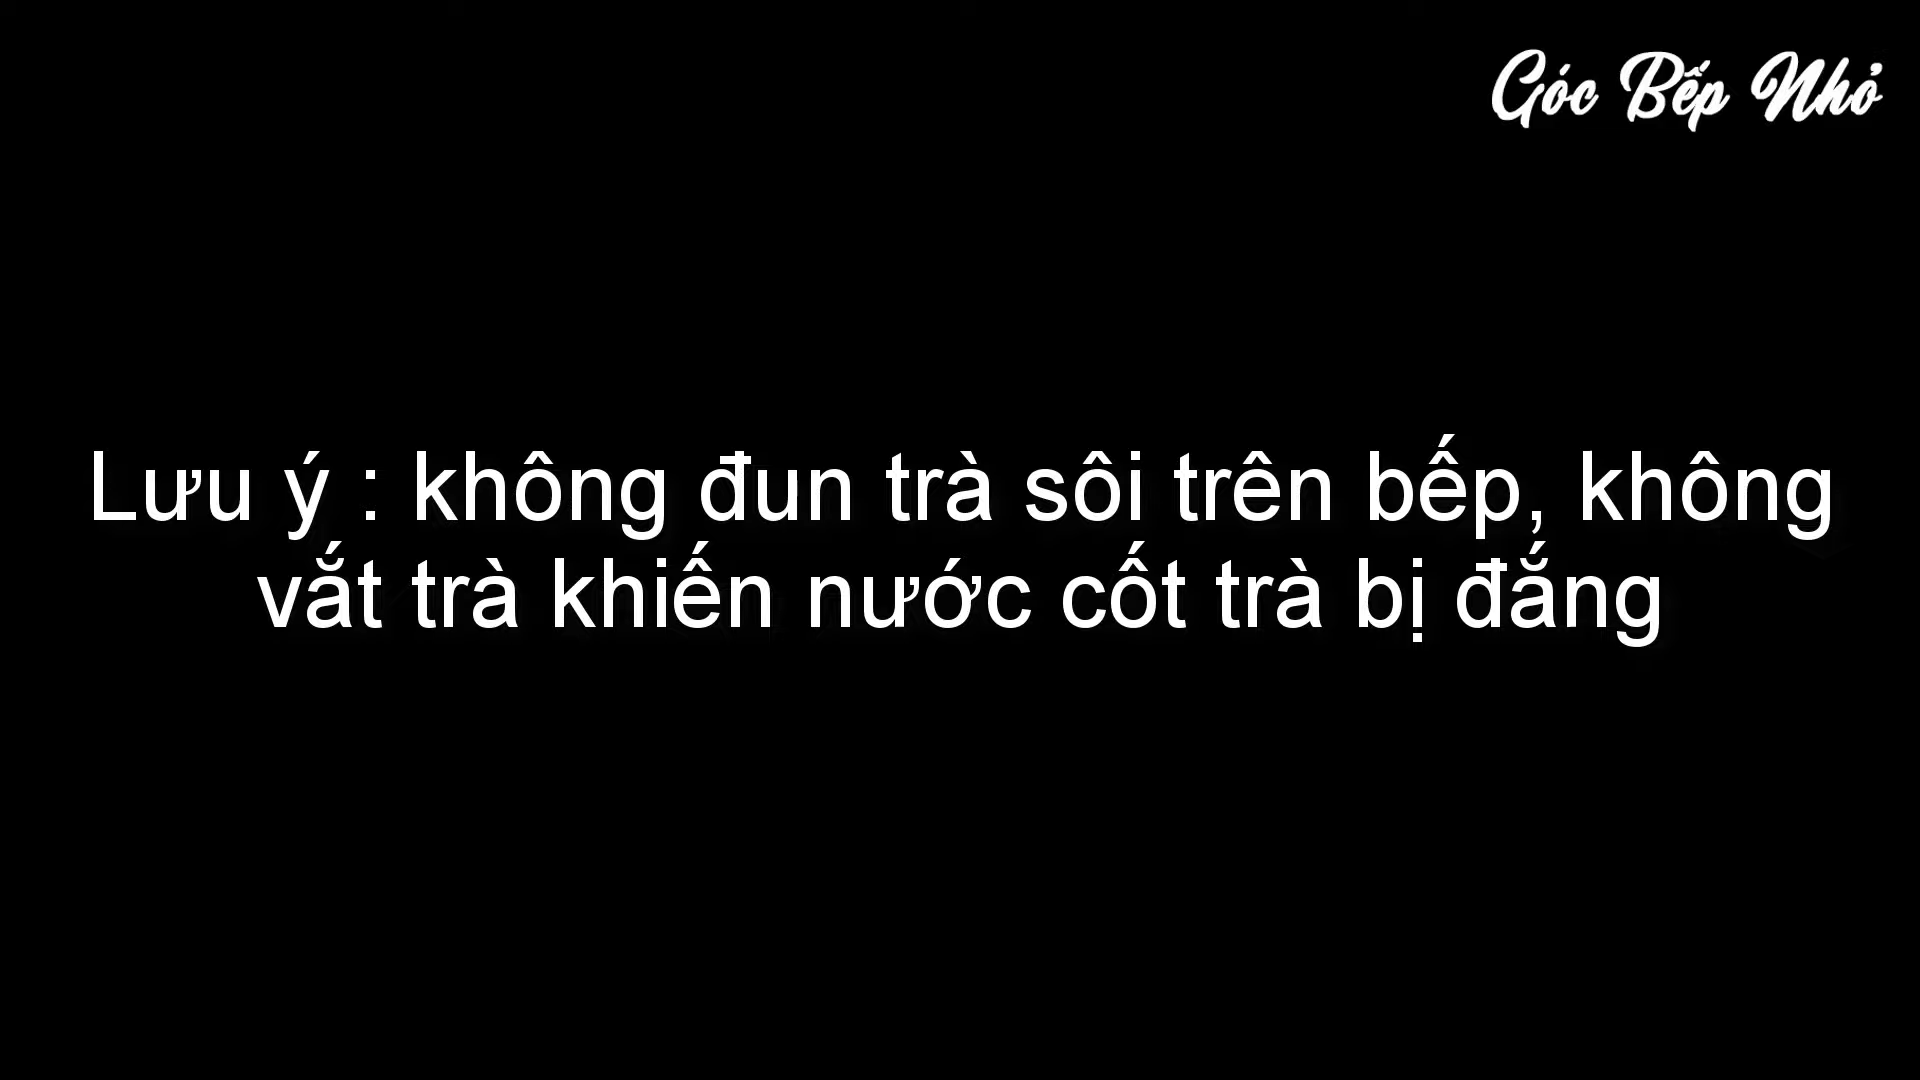 Góc Bếp Nhỏ
Lưu ý : không đun trà sôi trên bếp, không
vắt trà khiến nước cốt trà bị đắng